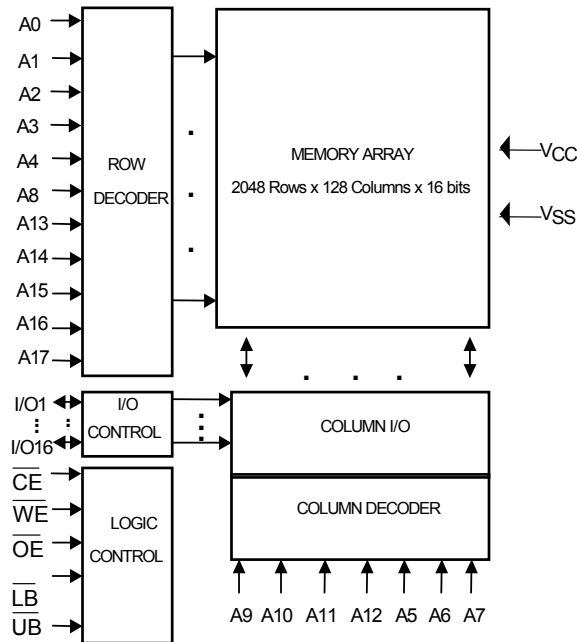 A0
A1
A2
A3
A4
A8
A13
A14
A15
A16
A17
ROW
DECODER
MEMORY ARRAY
2048 Rows x 128 Columns x 16 bits
VCC
VSS
I/O1
I/O16
I/O
CONTROL
COLUMN I/O
COLUMN DECODER
CE
WE
OE
LB
UB
LOGIC
CONTROL
A9 A10 A11 A12 A5 A6 A7